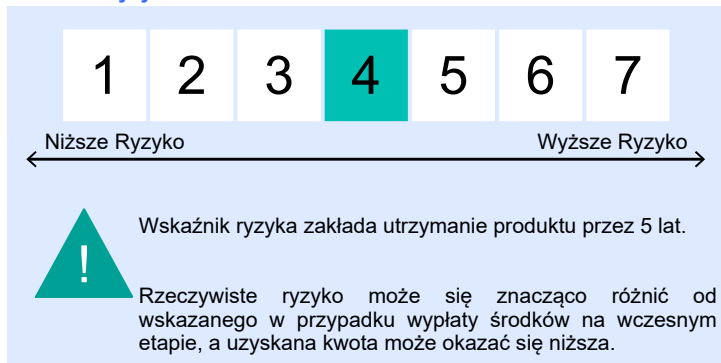 1 2 3 4 5 6 7
Niższe Ryzyko Wyższe Ryzyko
Wskaźnik ryzyka zakłada utrzymanie produktu przez 5 lat.
!
Rzeczywiste ryzyko może się znacząco różnić od
wskazanego w przypadku wypłaty środków na wczesnym
etapie, a uzyskana kwota może okazać się niższa.